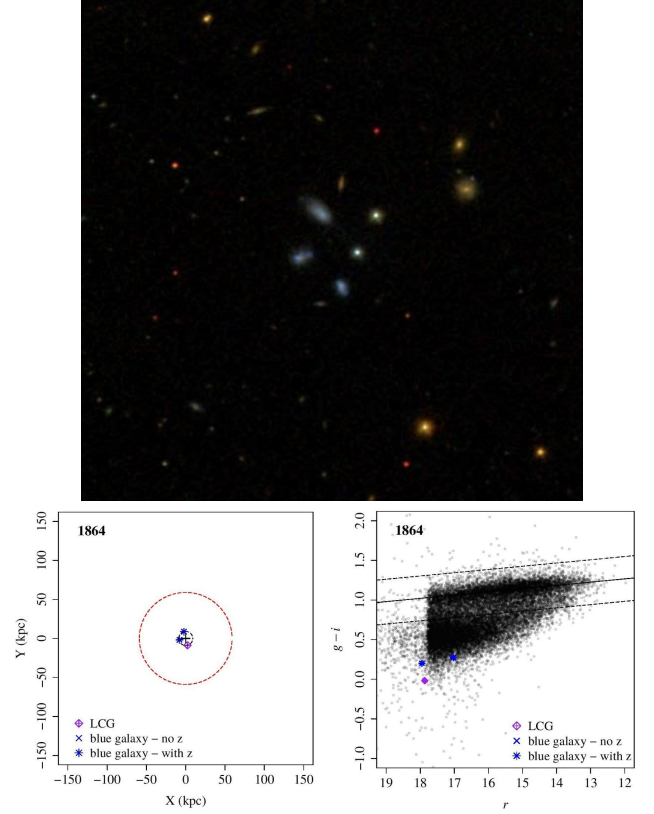 1864
150
100
50
0
−50
−100
−150
Y (kpc)
−150 −100 −50 0 50 100 150
X (kpc)
LCG
blue galaxy − no z
blue galaxy − with z
1864
2.0
1.5
1.0
0.5
0.0
−0.5
−1.0
g − i
19 18 17 16 15 14 13 12
r
LCG
blue galaxy − no z
blue galaxy − with z